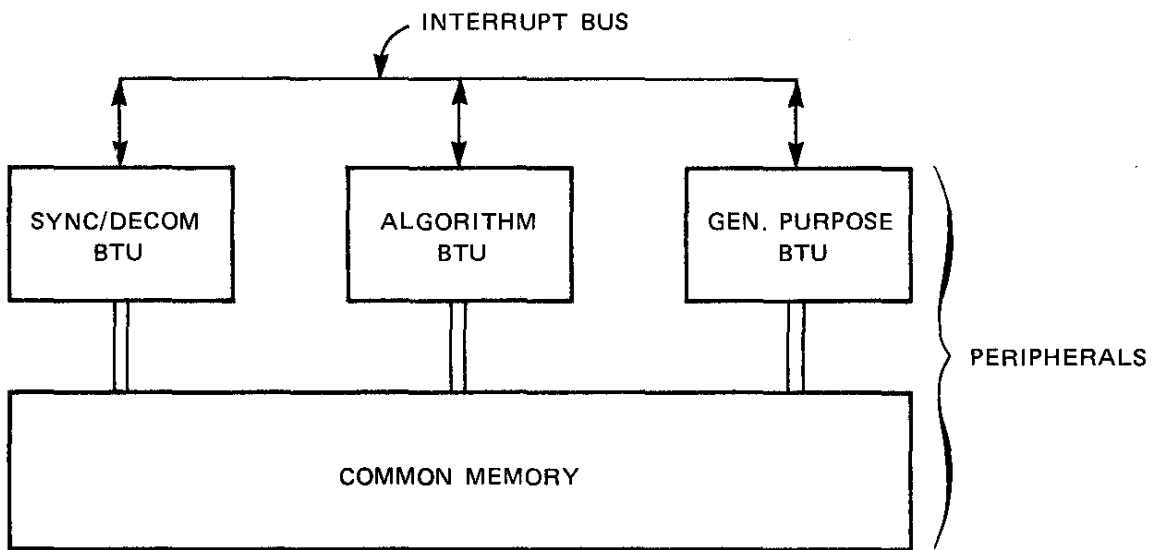 INTERRUPT BUS
SYNC/DECOM
BTU
ALGORITHM
BTU
GEN. PURPOSE
BTU
PERIPHERALS
COMMON MEMORY